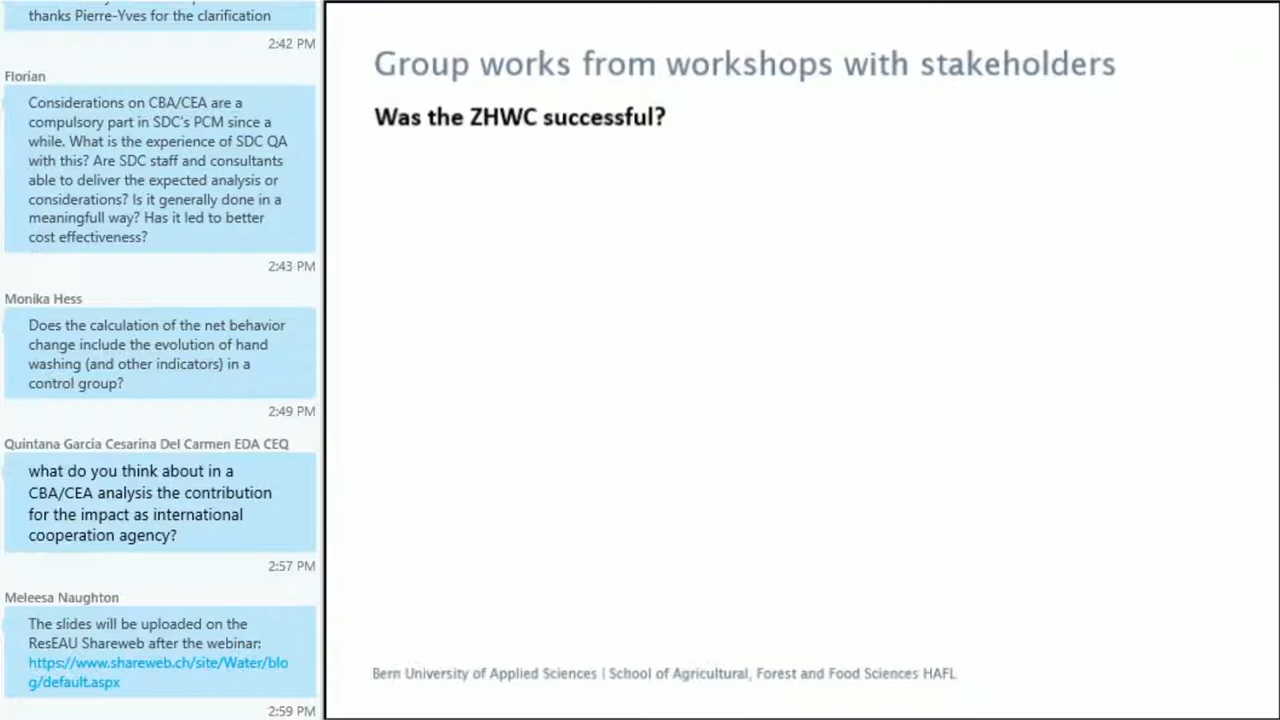 thanks Pierre-Yves for the clarification
2:42 PM
Florian
Considerations on CBA/CEA are a
compulsory part in SDC's PCM since a
while. What is the experience of SDC QA
with this? Are SDC staff and consultants
able to deliver the expected analysis or
considerations? Is it generally done in a
meaningfull way? Has it led to better
cost effectiveness?
2:43 PM
Monika Hess
Does the calculation of the net behavior
change include the evolution of hand
washing (and other indicators) in a
control group?
2:49 PM
Quintana Garcia Cesarina Del Carmen EDA CEQ
what do you think about in a
CBA/CEA analysis the contribution
for the impact as international
cooperation agency?
2:57 PM
Meleesa Naughton
The slides will be uploaded on the
ResEAU Shareweb after the webinar:
https://www.shareweb.ch/site/Water/blo
g/default.aspx
2:59 PM
Group works from workshops with stakeholders
Was the ZHWC successful?
Bern University of Applied Sciences | School of Agricultural, Forest and Food Sciences HAFL